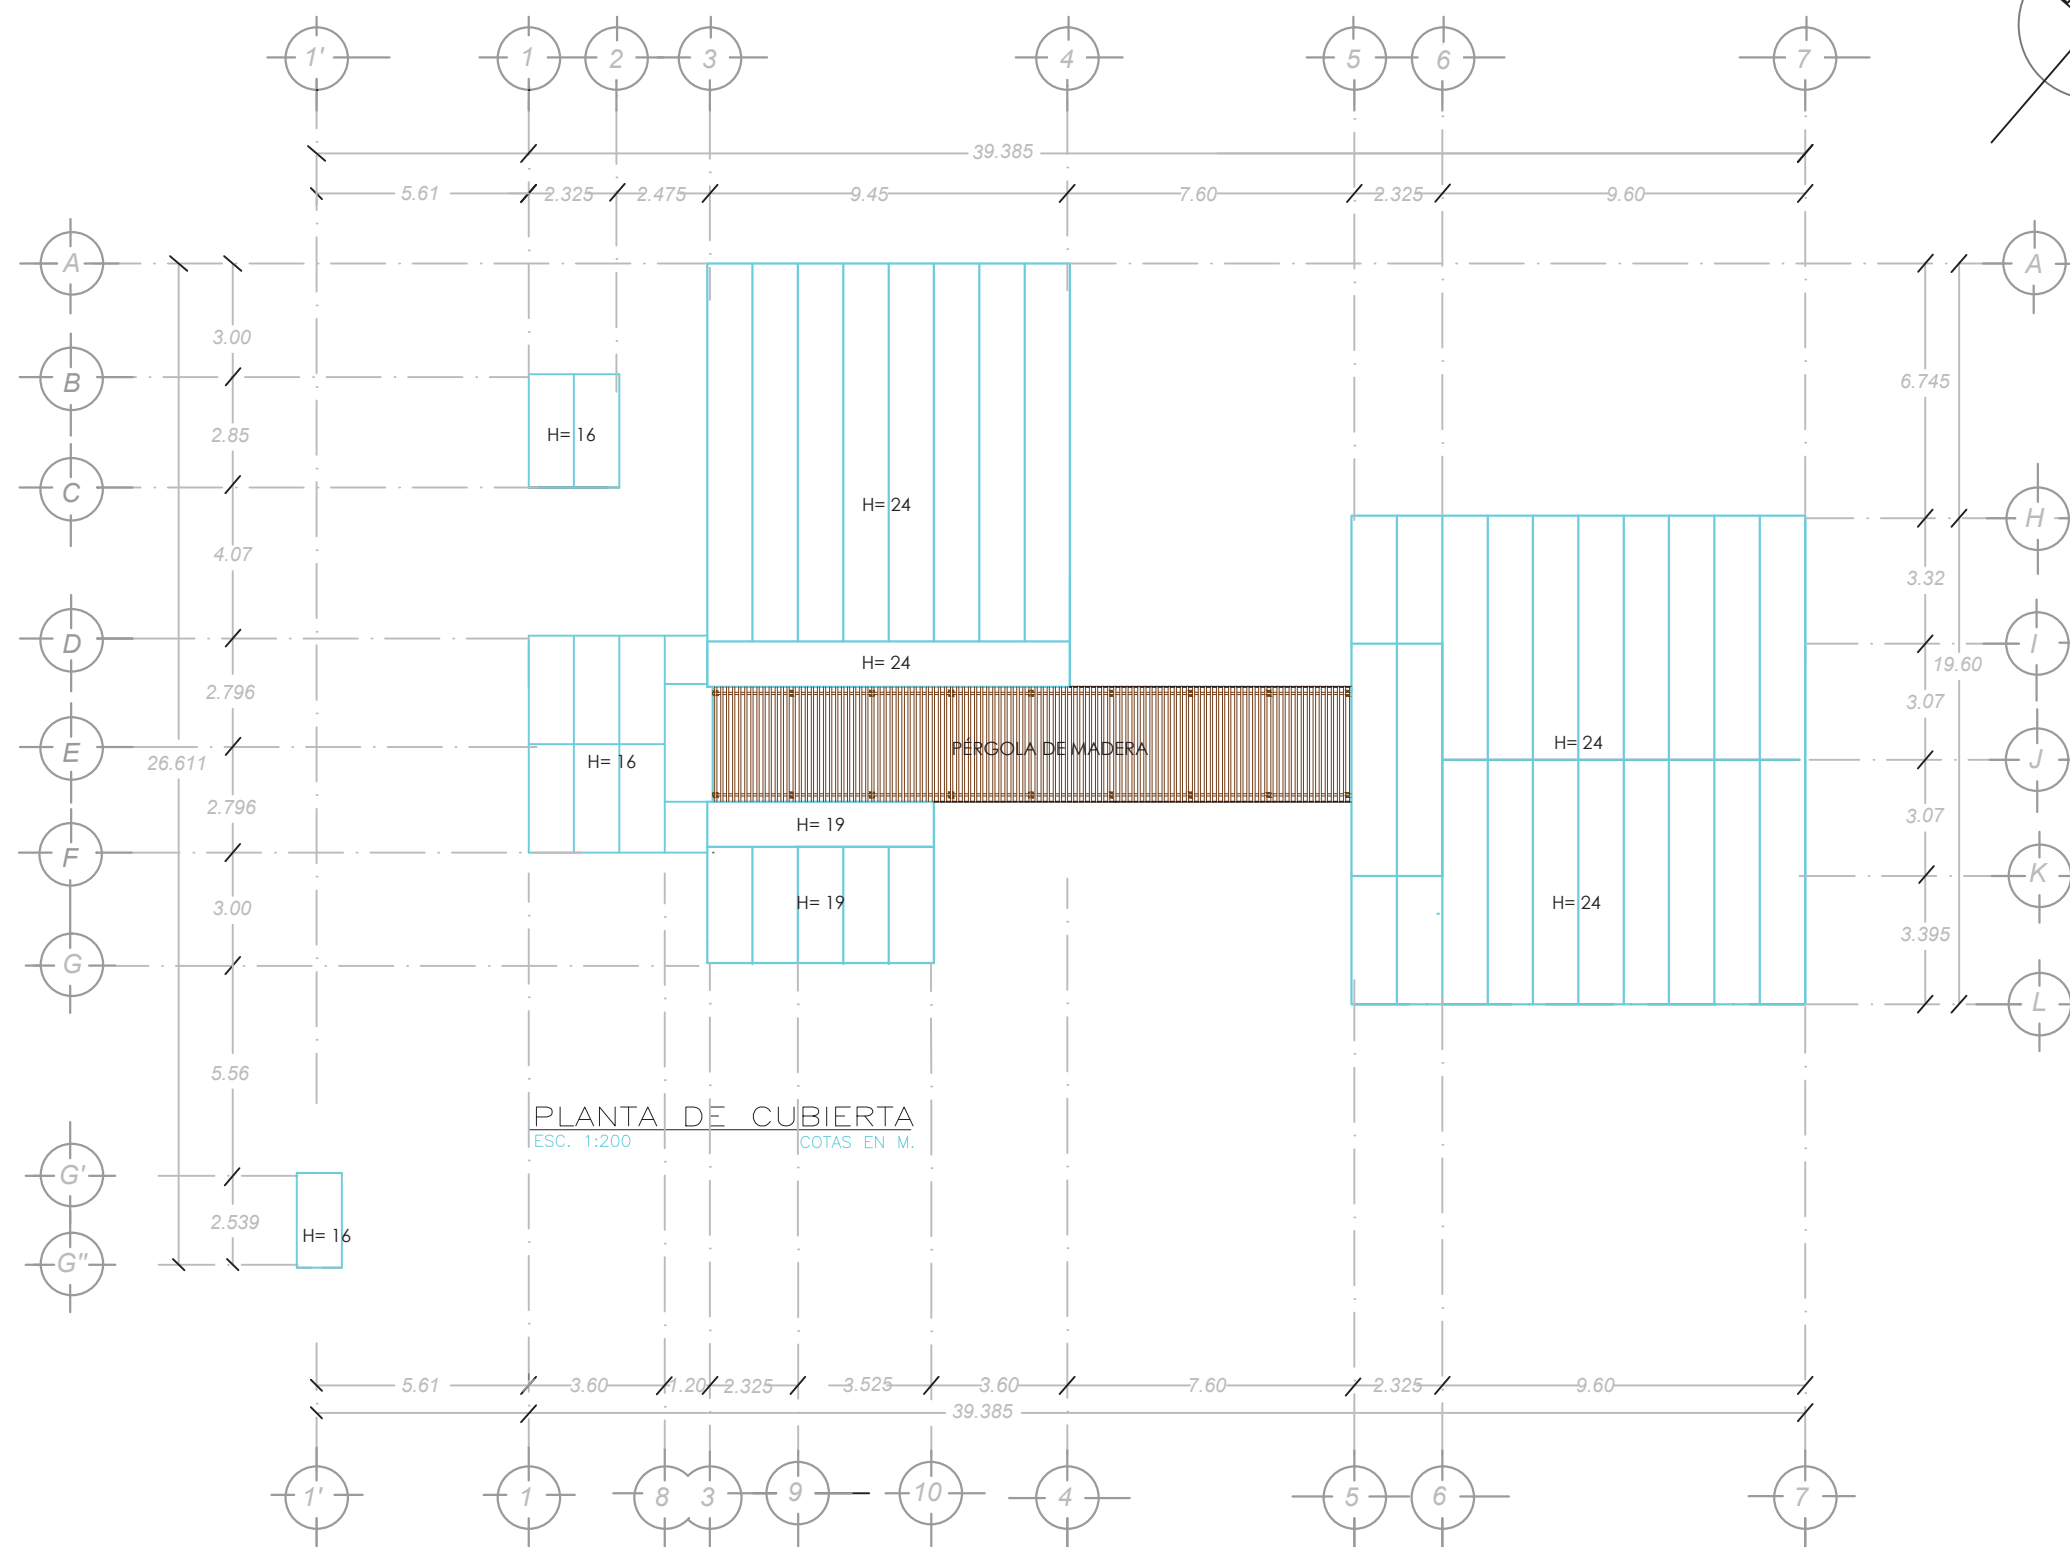 1' 1 2 3 4 5 6 7
39.385
5.61 2.325 2.475 9.45 7.60 2.325 9.60
A A
3.00
B
6.745
2.85
H= 16
C
H= 24
H
4.07
3.32
D
I
H= 24
19.60
2.796
3.07
E
H= 24
PÉRGOLA DE MADERA
J
26.611
H= 16
2.796
3.07
H= 19
F
K
3.00
H= 19
H= 24
3.395
G
L
5.56
PLANTA DE CUBIERTA
ESC. 1:200 COTAS EN M.
G'
2.539
H= 16
G"
5.61 3.60 1.20 2.325 3.525 3.60 7.60 2.325 9.60
39.385
1' 1 8 3 9 10 4 5 6 7